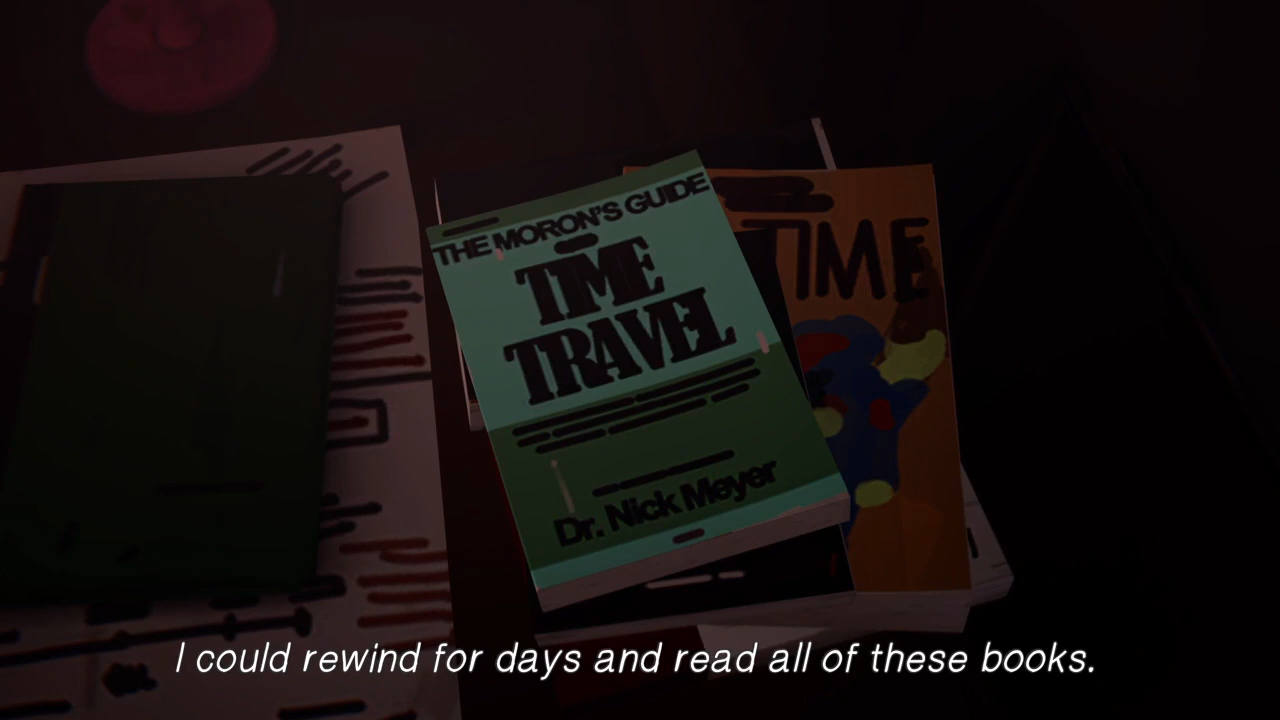 THE MORON'S GUIDE
TIME
TRAVEL
Dr. Nick Meyer
TIME
I could rewind for days and read all of these books.